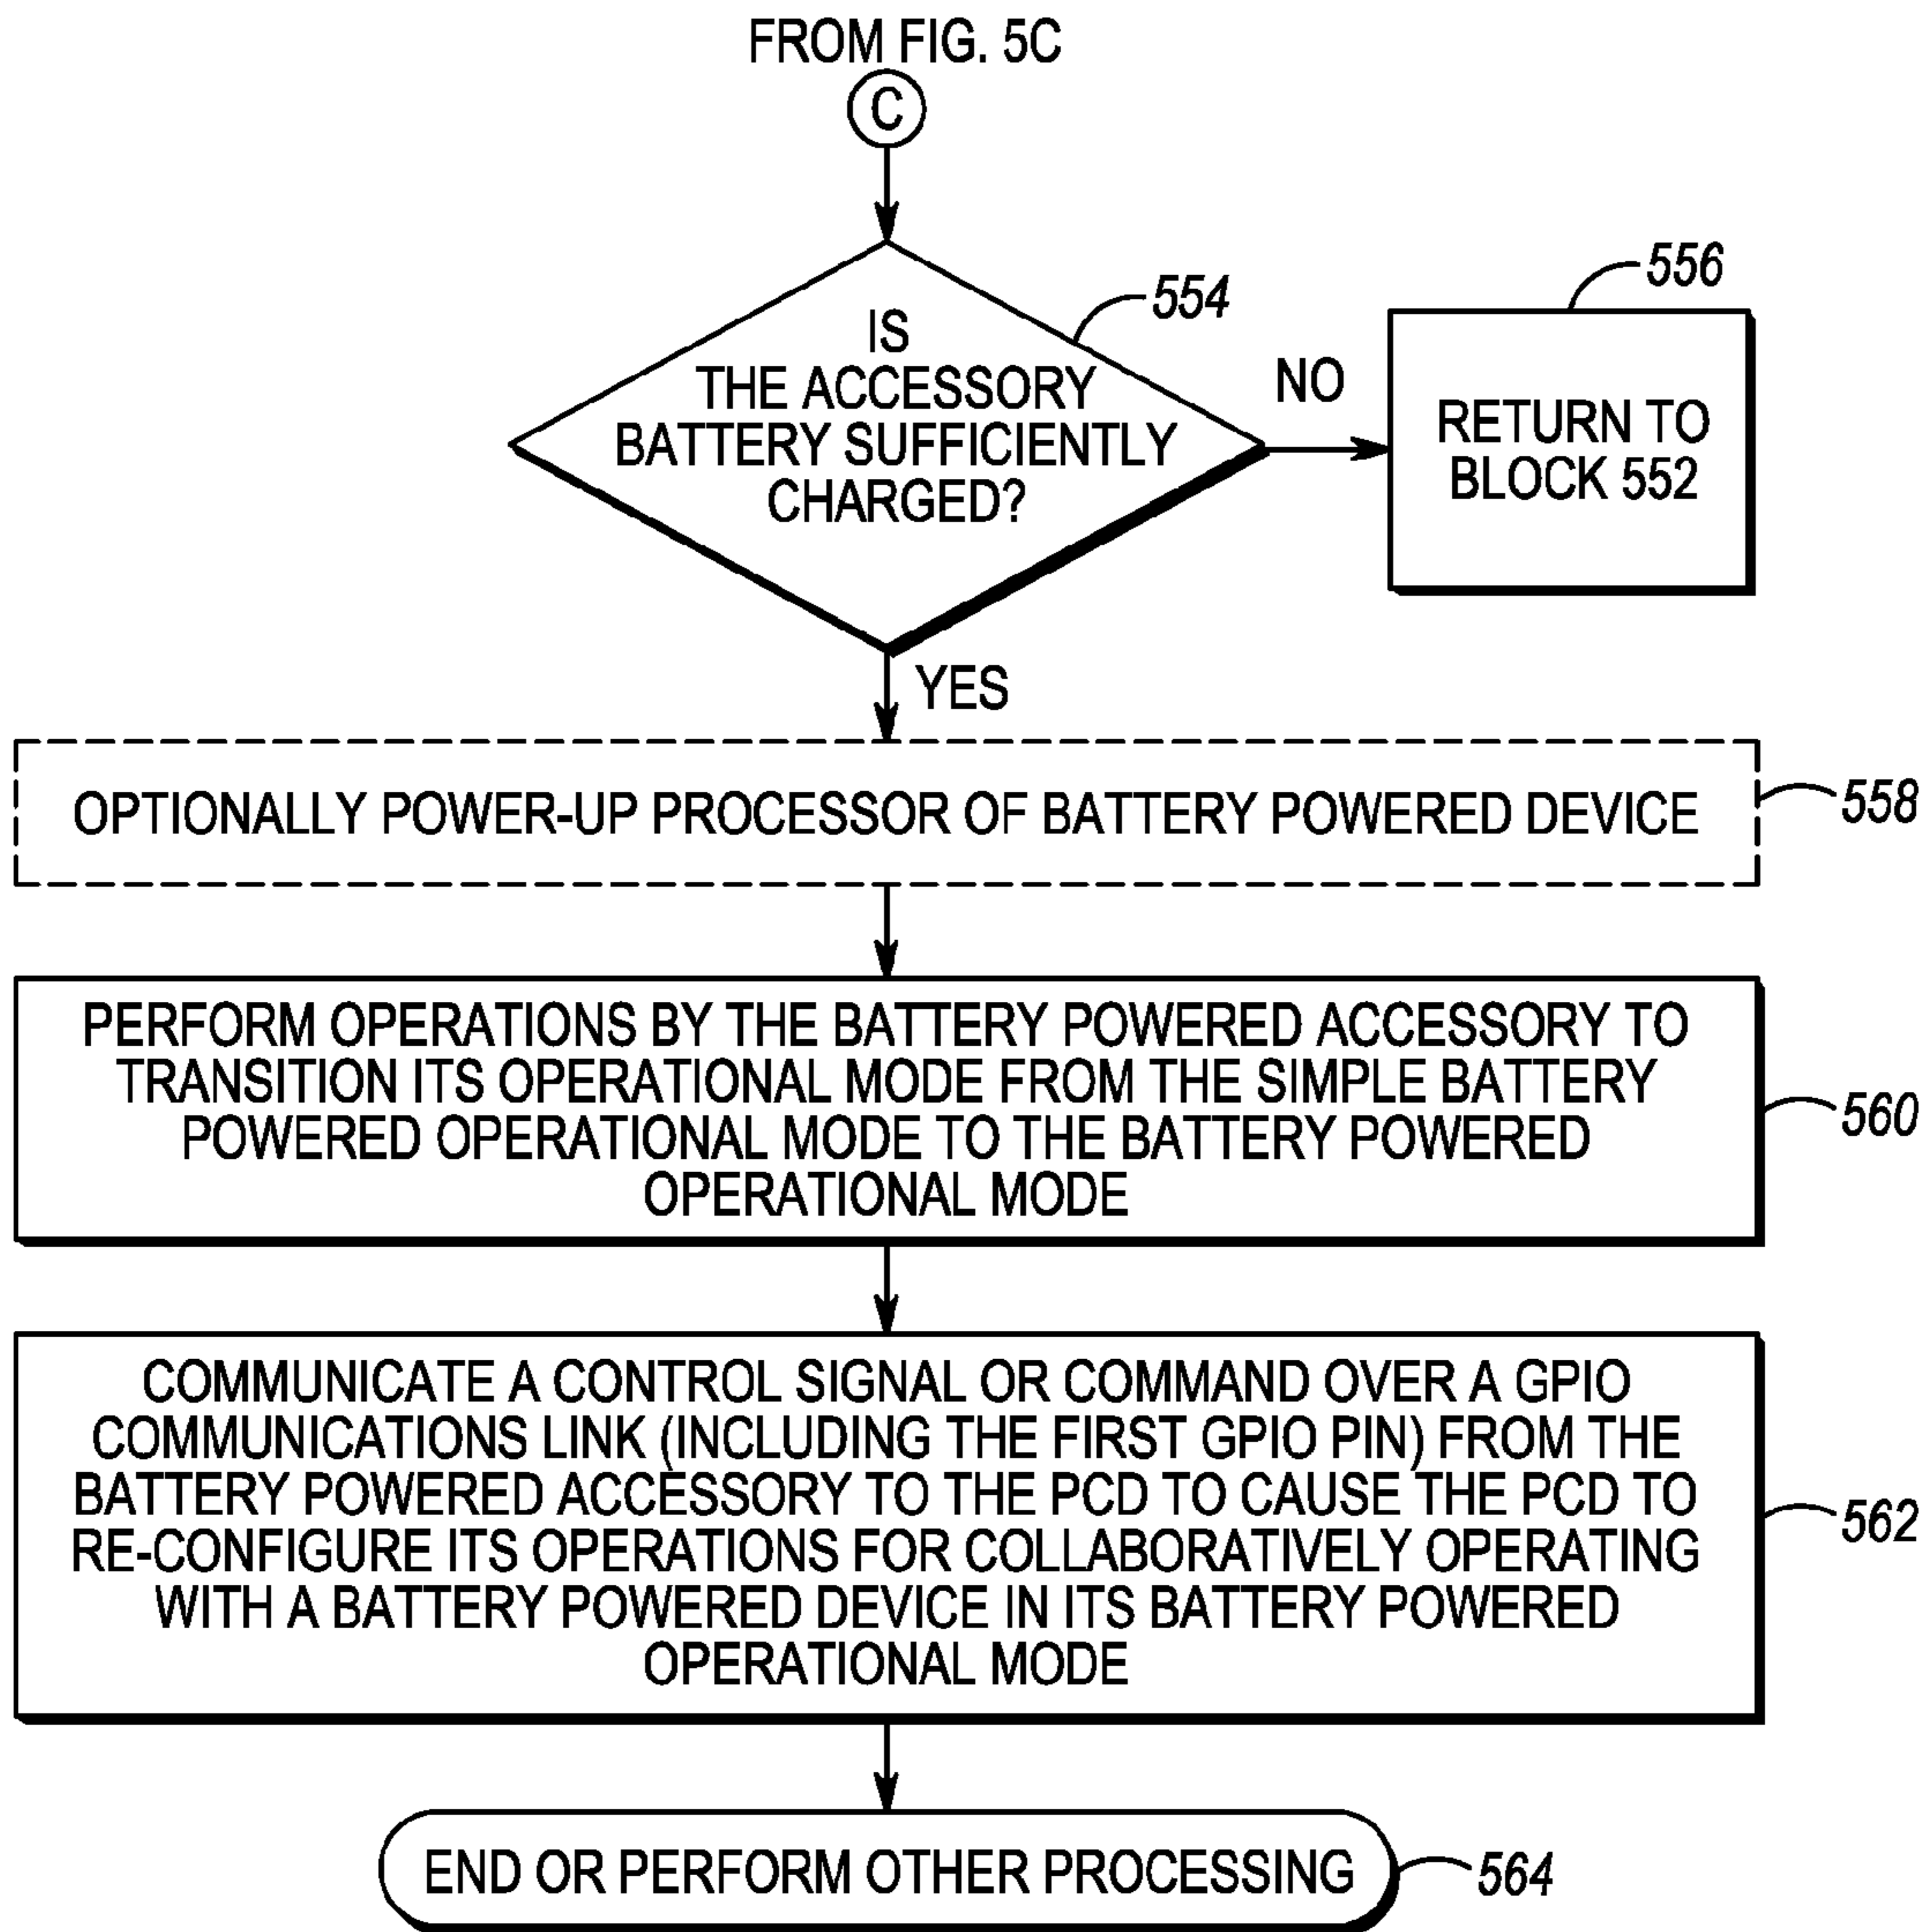 FROM FIG. 5C
C
IS
THE ACCESSORY
BATTERY SUFFICIENTLY
CHARGED?
554
NO
556
RETURN TO
BLOCK 552
YES
OPTIONALLY POWER-UP PROCESSOR OF BATTERY POWERED DEVICE
558
PERFORM OPERATIONS BY THE BATTERY POWERED ACCESSORY TO
TRANSITION ITS OPERATIONAL MODE FROM THE SIMPLE BATTERY
POWERED OPERATIONAL MODE TO THE BATTERY POWERED
OPERATIONAL MODE
560
COMMUNICATE A CONTROL SIGNAL OR COMMAND OVER A GPIO
COMMUNICATIONS LINK (INCLUDING THE FIRST GPIO PIN) FROM THE
BATTERY POWERED ACCESSORY TO THE PCD TO CAUSE THE PCD TO
RE-CONFIGURE ITS OPERATIONS FOR COLLABORATIVELY OPERATING
WITH A BATTERY POWERED DEVICE IN ITS BATTERY POWERED
OPERATIONAL MODE
562
END OR PERFORM OTHER PROCESSING
564